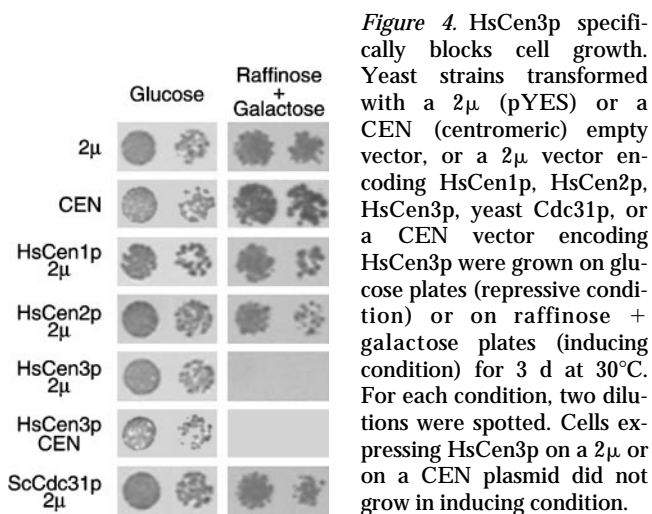 Glucose
Raffinose
+
Galactose
2μ
CEN
HsCen1p
2μ
HsCen2p
2μ
HsCen3p
2μ
HsCen3p
CEN
ScCdc31p
2μ
Figure 4. HsCen3p specifi-
cally blocks cell growth.
Yeast strains transformed
with a 2μ (pYES) or a
CEN (centromeric) empty
vector, or a 2μ vector en-
coding HsCen1p, HsCen2p,
HsCen3p, yeast Cdc31p, or
a CEN vector encoding
HsCen3p were grown on glu-
cose plates (repressive condi-
tion) or on raffinose +
galactose plates (inducing
condition) for 3 d at 30°C.
For each condition, two dilu-
tions were spotted. Cells ex-
pressing HsCen3p on a 2μ or
on a CEN plasmid did not
grow in inducing condition.